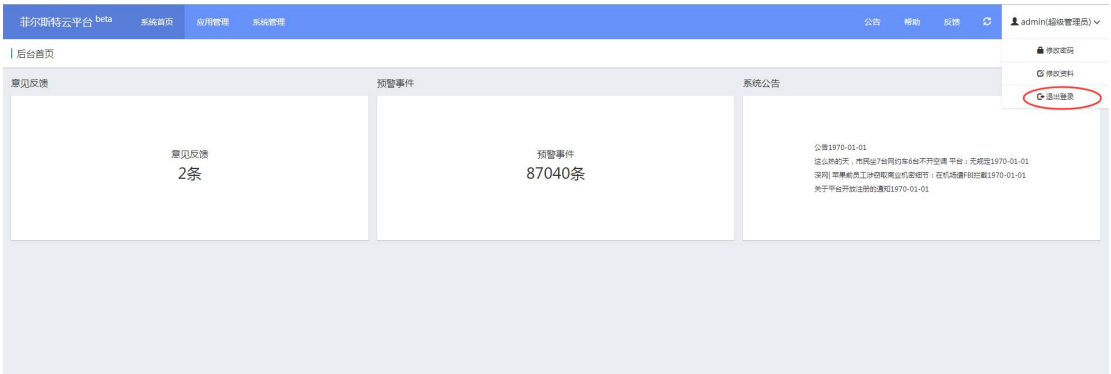 菲尔斯特云平台 beta 系统首页 应用管理 系统管理 公告 帮助 反馈 admin(超级管理员)
后台首页
修改密码
修改资料
退出登录
意见反馈 预警事件 系统公告
意见反馈
2条
预警事件
87040条
公告1970-01-01
这么热的天，市民坐7台网约车6台不开空调 平台：无规定1970-01-01
深网| 苹果前员工涉窃取商业机密细节：在机场遭FBI拦截1970-01-01
关于平台开放注册的通知1970-01-01